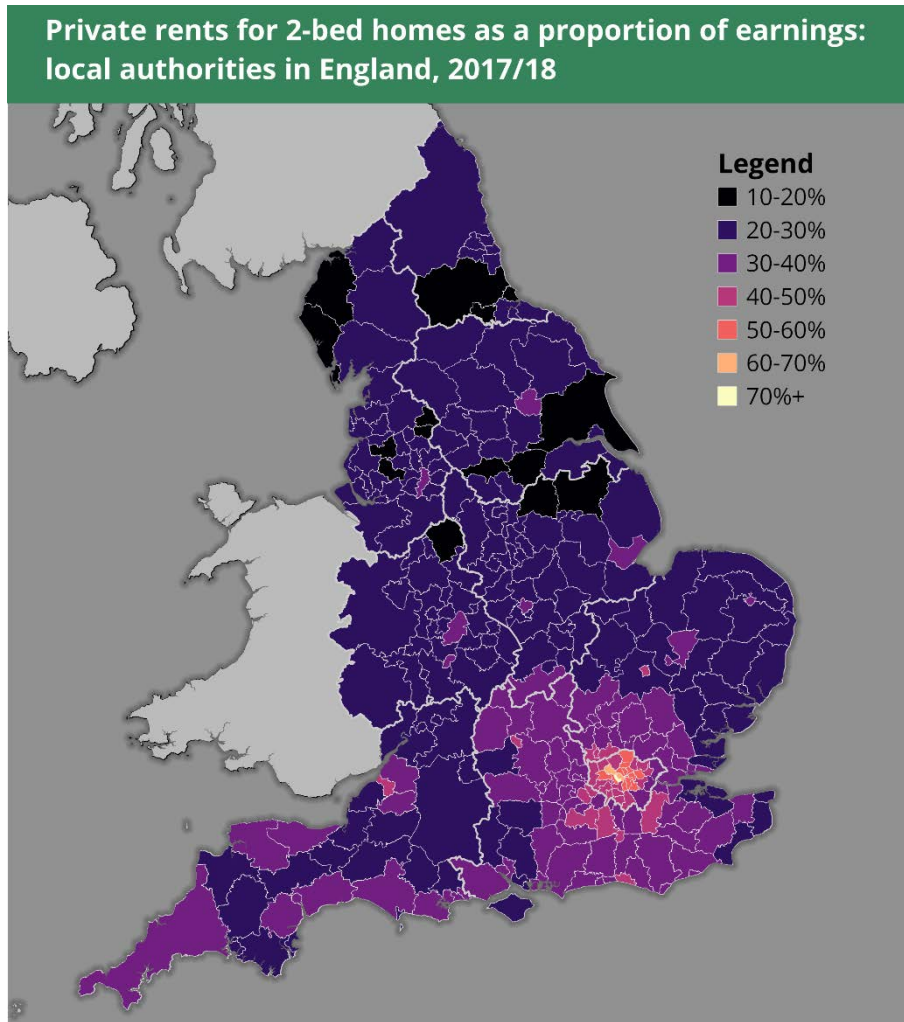 Private rents for 2-bed homes as a proportion of earnings:
local authorities in England, 2017/18
Legend
10-20%
20-30%
30-40%
40-50%
50-60%
60-70%
70%+